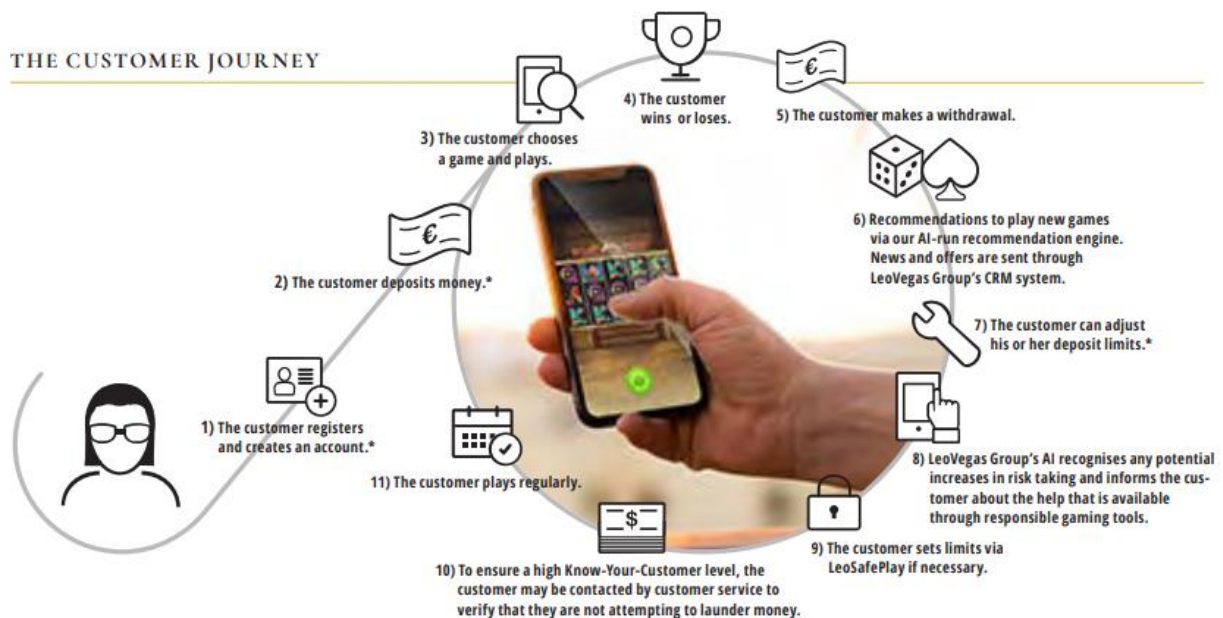 THE CUSTOMER JOURNEY
1) The customer registers
and creates an account.*
2) The customer deposits money.*
€
3) The customer chooses
a game and plays.
4) The customer
wins or loses.
€
5) The customer makes a withdrawal.
6) Recommendations to play new games
via our AI-run recommendation engine.
News and offers are sent through
LeoVegas Group's CRM system.
7) The customer can adjust
his or her deposit limits.*
8) LeoVegas Group's AI recognises any potential
increases in risk taking and informs the cus-
tomer about the help that is available
through responsible gaming tools.
9) The customer sets limits via
LeoSafePlay if necessary.
$
10) To ensure a high Know-Your-Customer level, the
customer may be contacted by customer service to
verify that they are not attempting to launder money.
11) The customer plays regularly.